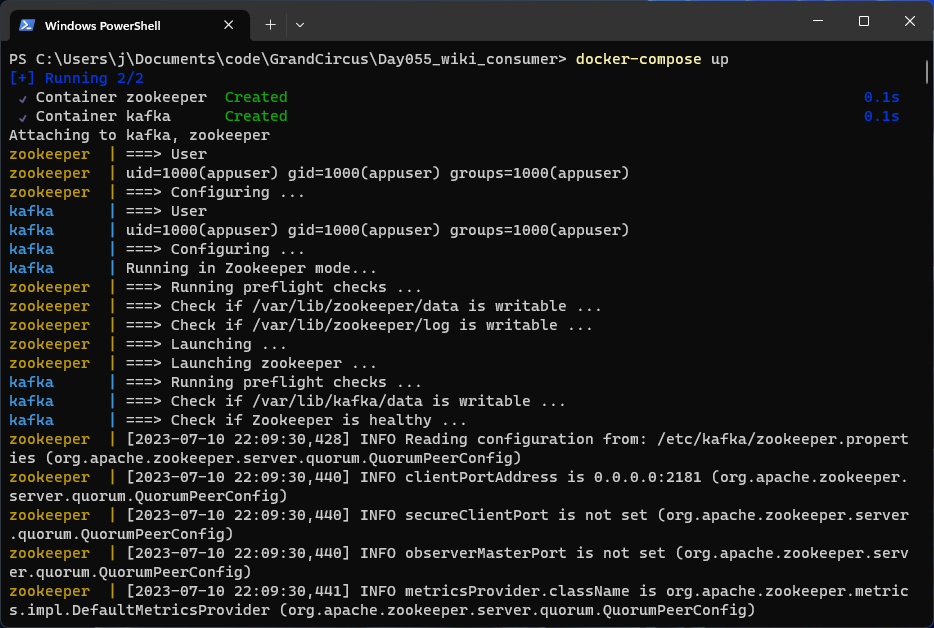 Windows PowerShell
PS C:\Users\j\Documents\code\GrandCircus\Day055_wiki_consumer> docker-compose up
[+] Running 2/2
✔ Container zookeeper  Created 0.1s
✔ Container kafka      Created 0.1s
Attaching to kafka, zookeeper
zookeeper  | ===> User
zookeeper  | uid=1000(appuser) gid=1000(appuser) groups=1000(appuser)
zookeeper  | ===> Configuring ...
kafka      | ===> User
kafka      | uid=1000(appuser) gid=1000(appuser) groups=1000(appuser)
kafka      | ===> Configuring ...
kafka      | Running in Zookeeper mode...
zookeeper  | ===> Running preflight checks ...
zookeeper  | ===> Check if /var/lib/zookeeper/data is writable ...
zookeeper  | ===> Check if /var/lib/zookeeper/log is writable ...
zookeeper  | ===> Launching ...
zookeeper  | ===> Launching zookeeper ...
kafka      | ===> Running preflight checks ...
kafka      | ===> Check if /var/lib/kafka/data is writable ...
kafka      | ===> Check if Zookeeper is healthy ...
zookeeper  | [2023-07-10 22:09:30,428] INFO Reading configuration from: /etc/kafka/zookeeper.propert
ies (org.apache.zookeeper.server.quorum.QuorumPeerConfig)
zookeeper  | [2023-07-10 22:09:30,440] INFO clientPortAddress is 0.0.0.0:2181 (org.apache.zookeeper.
server.quorum.QuorumPeerConfig)
zookeeper  | [2023-07-10 22:09:30,440] INFO secureClientPort is not set (org.apache.zookeeper.server
.quorum.QuorumPeerConfig)
zookeeper  | [2023-07-10 22:09:30,440] INFO observerMasterPort is not set (org.apache.zookeeper.serv
er.quorum.QuorumPeerConfig)
zookeeper  | [2023-07-10 22:09:30,441] INFO metricsProvider.className is org.apache.zookeeper.metric
s.impl.DefaultMetricsProvider (org.apache.zookeeper.server.quorum.QuorumPeerConfig)